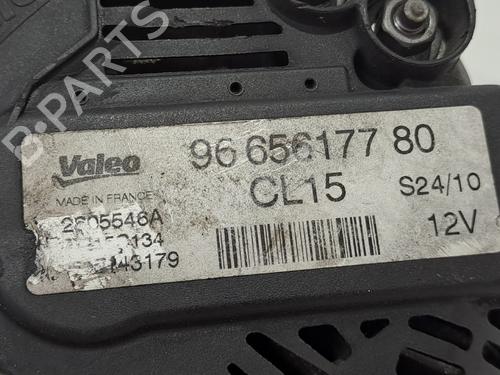 B-PARTS
Valeo
96 656177 80
MADE IN FRANCE
CL15
S24/10
2605546A
12V